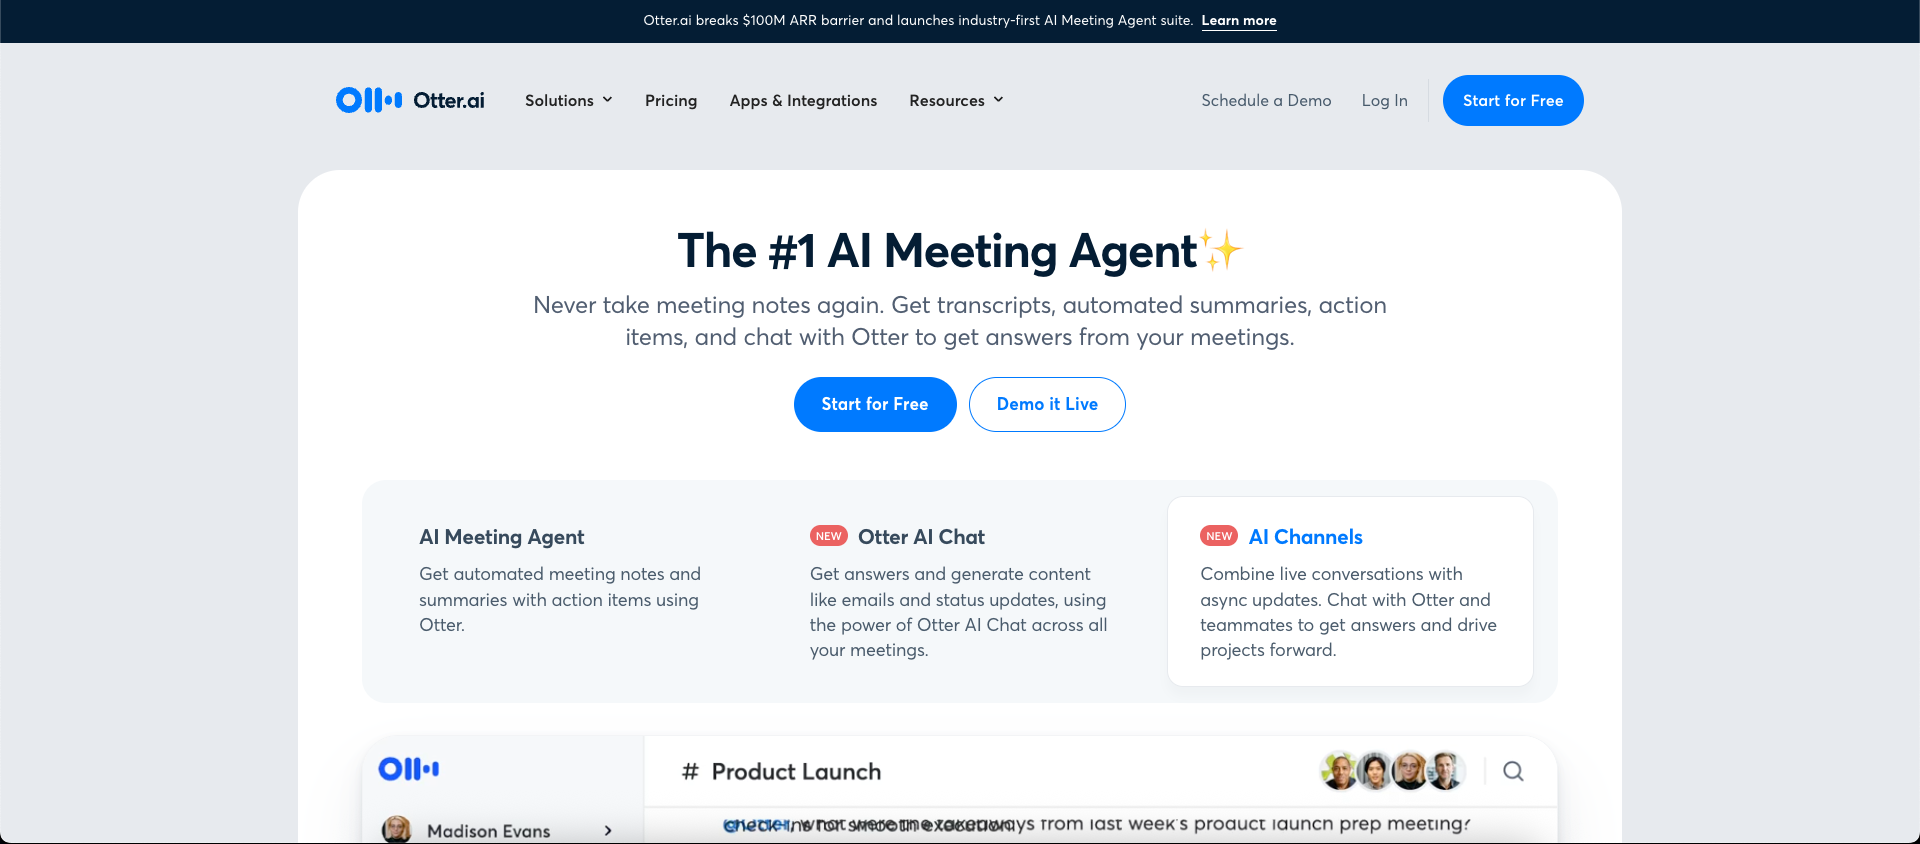 Otter.ai breaks $100M ARR barrier and launches industry-first AI Meeting Agent suite. Learn more
Otter.ai Solutions Pricing Apps & Integrations Resources Schedule a Demo Log In Start for Free
The #1 AI Meeting Agent✨
Never take meeting notes again. Get transcripts, automated summaries, action
items, and chat with Otter to get answers from your meetings.
Start for Free Demo it Live
AI Meeting Agent
Get automated meeting notes and
summaries with action items using
Otter.
NEW Otter AI Chat
Get answers and generate content
like emails and status updates, using
the power of Otter AI Chat across all
your meetings.
NEW AI Channels
Combine live conversations with
async updates. Chat with Otter and
teammates to get answers and drive
projects forward.
# Product Launch
Madison Evans
what were the takeaways from last week's product launch prep meeting?
check-ins for smooth execution.